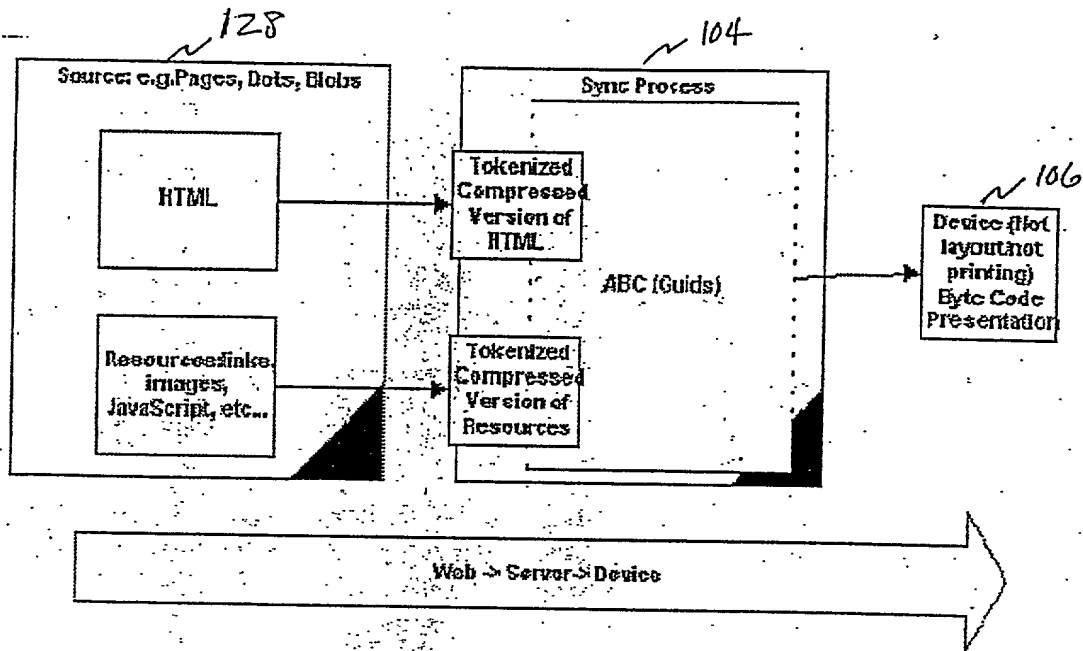 128
104
Source: e.g. Pages, Dots, Blobs
Sync Process
106
HTML
Tokenized
Compressed
Version of
HTML
Device (Not
layout/not
printing)
Byte Code
Presentation
ABC (Guids)
Resources: links,
images,
JavaScript, etc...
Tokenized
Compressed
Version of
Resources
Web -> Server -> Device